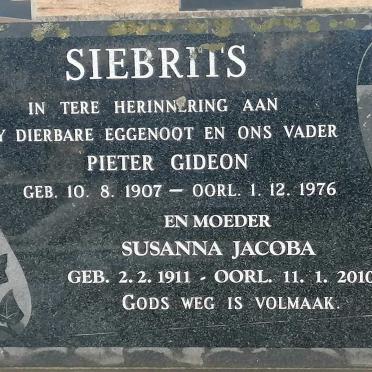 SIEBRITS
IN TERE HERINNERING AAN
DIERBARE EGGENOOT EN ONS VADER
PIETER GIDEON
GEB. 10. 8. 1907 — OORL. 1. 12. 1976
EN MOEDER
SUSANNA JACOBA
GEB. 2. 2. 1911 - OORL. 11. 1. 2010
GODS WEG IS VOLMAAK.